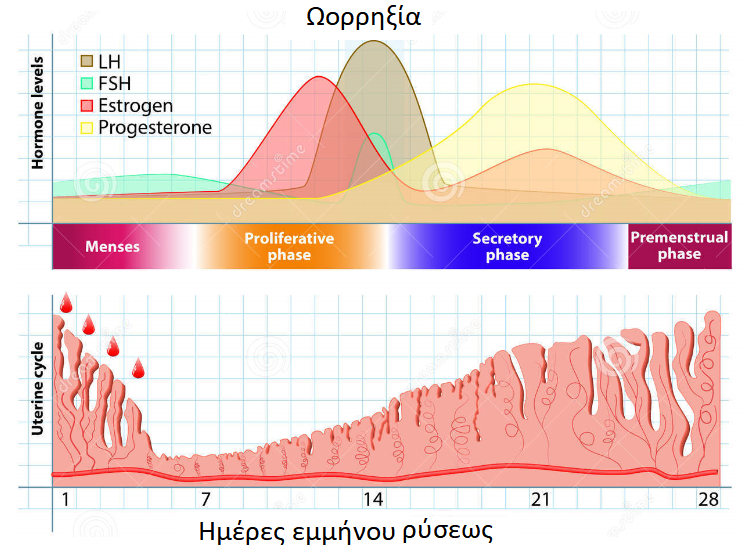 Ωορρηξία
Hormone levels
LH
FSH
Estrogen
Progesterone
Menses
Proliferative
phase
Secretory
phase
Premenstrual
phase
Uterine cycle
1 7 14 21 28
Ημέρες εμμήνου ρύσεως
dreamstime